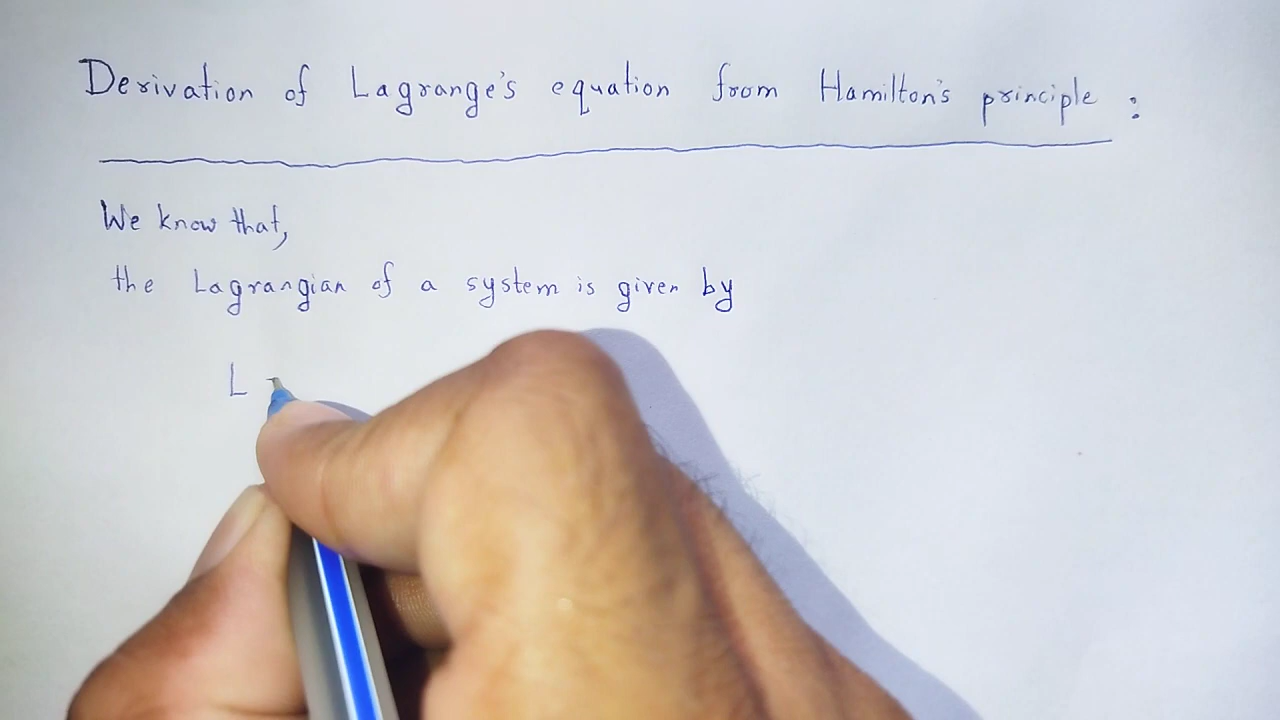 Derivation of Lagrange's equation from Hamilton's principle :
We know that,
the Lagrangian of a system is given by
L